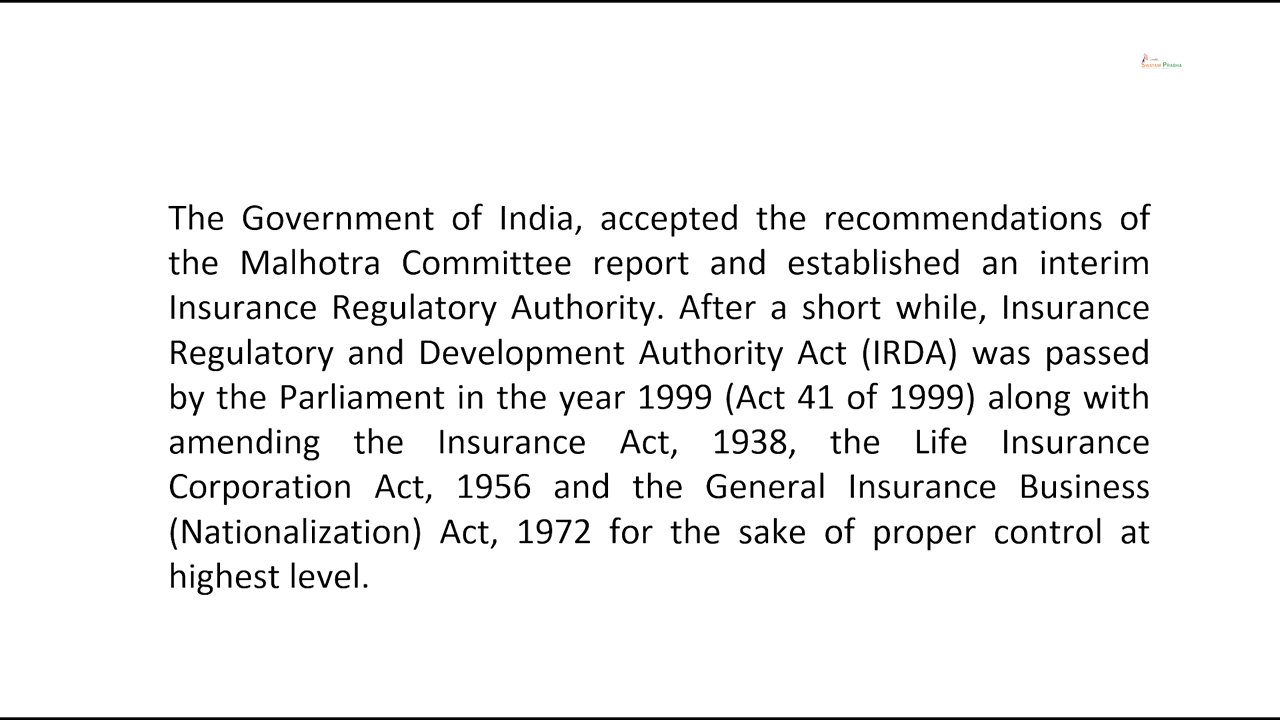 SWAYAM PRABHA
The Government of India, accepted the recommendations of
the Malhotra Committee report and established an interim
Insurance Regulatory Authority. After a short while, Insurance
Regulatory and Development Authority Act (IRDA) was passed
by the Parliament in the year 1999 (Act 41 of 1999) along with
amending the Insurance Act, 1938, the Life Insurance
Corporation Act, 1956 and the General Insurance Business
(Nationalization) Act, 1972 for the sake of proper control at
highest level.